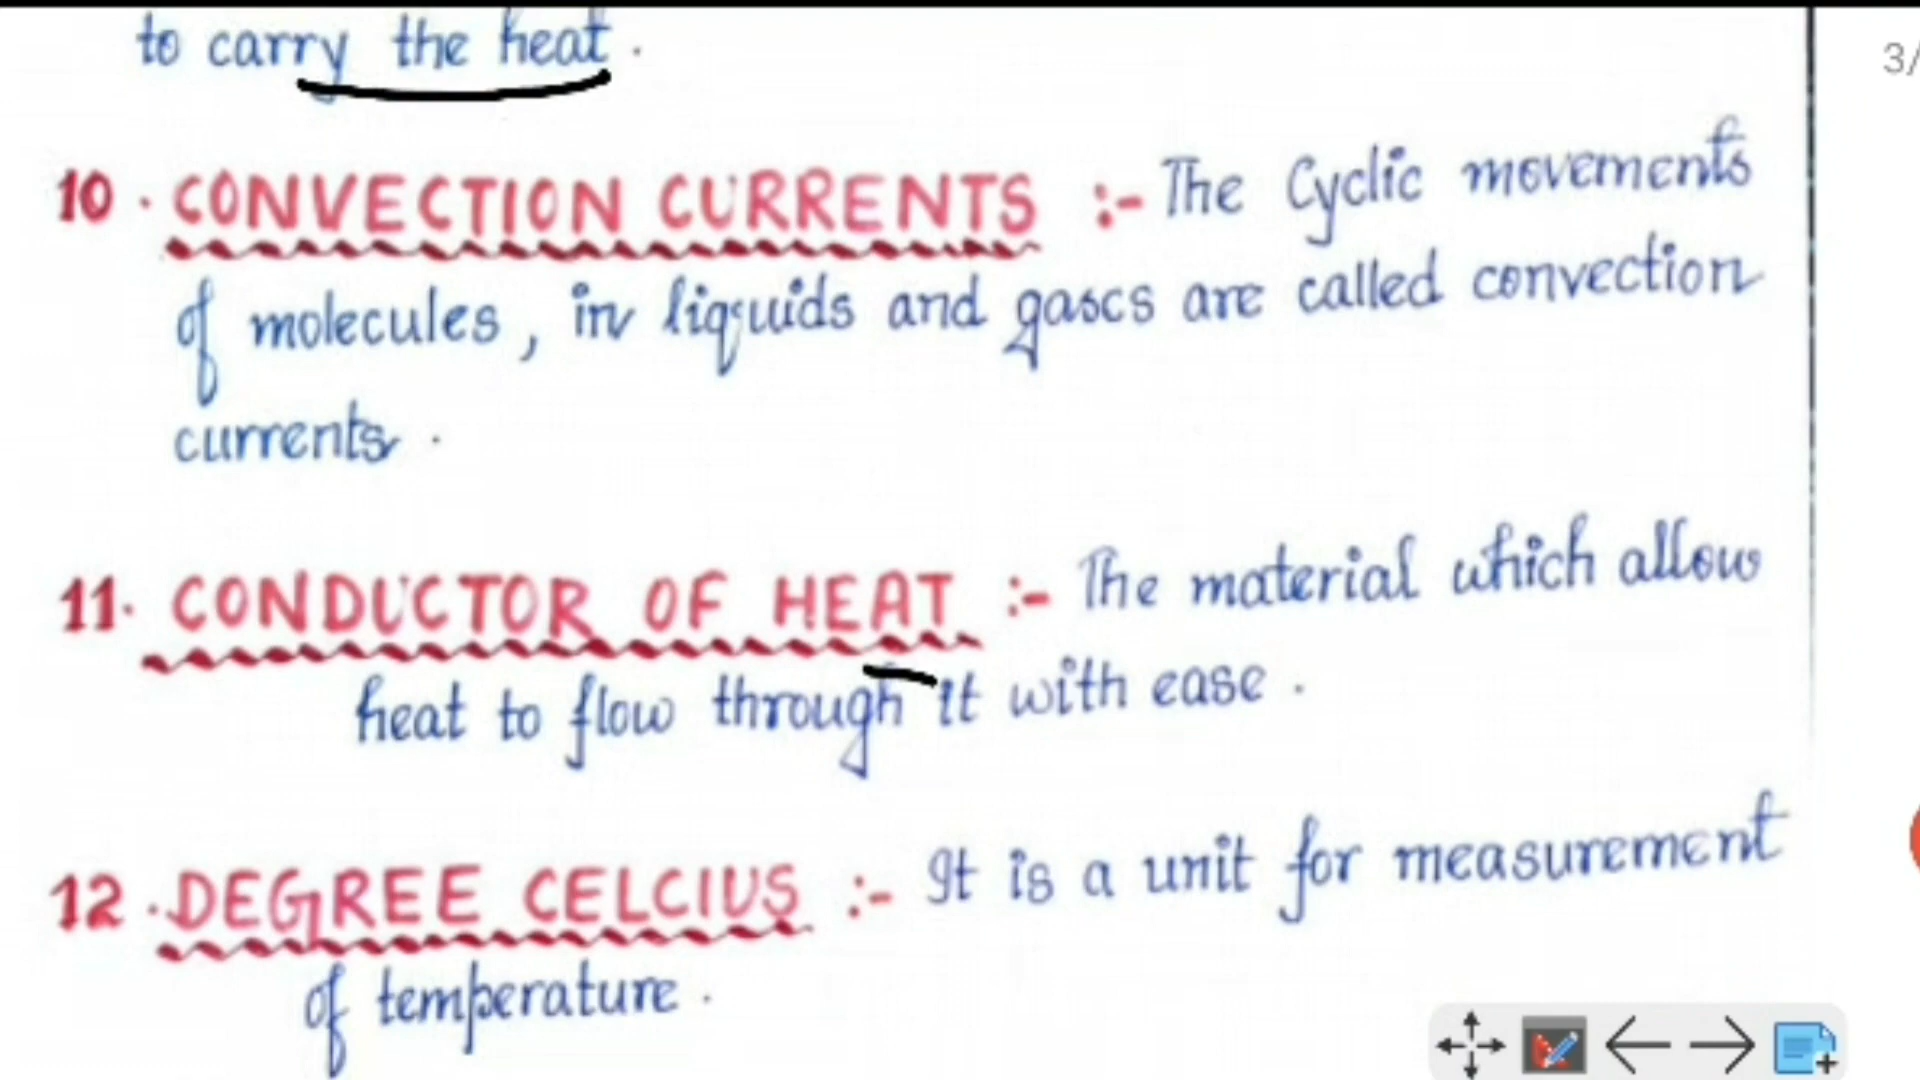 to carry the heat.
3/
10. CONVECTION CURRENTS :- The Cyclic movements
of molecules, in liquids and gases are called convection
currents.
11. CONDUCTOR OF HEAT :- The material which allow
heat to flow through it with ease.
12. DEGREE CELCIUS :- It is a unit for measurement
of temperature.